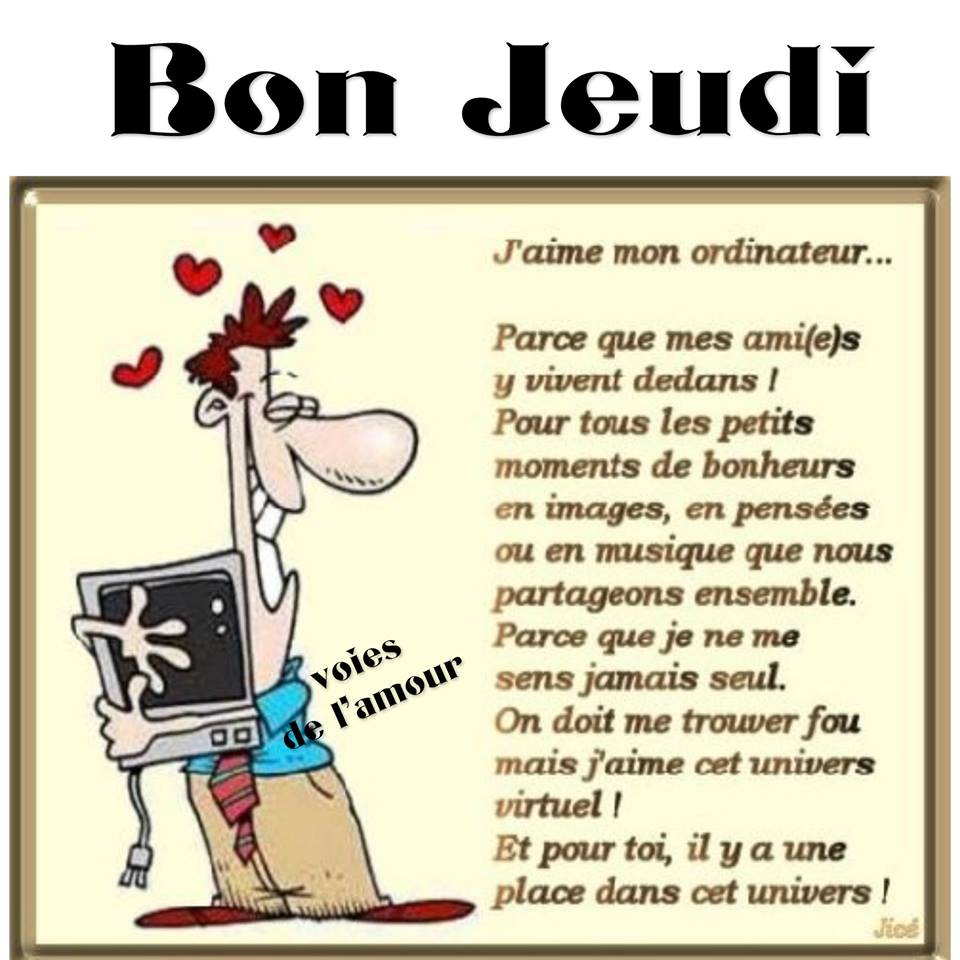 Bon Jeudi
J'aime mon ordinateur...
Parce que mes ami(e)s
y vivent dedans !
Pour tous les petits
moments de bonheurs
en images, en pensées
ou en musique que nous
partageons ensemble.
Parce que je ne me
sens jamais seul.
On doit me trouver fou
mais j'aime cet univers
virtuel !
Et pour toi, il y a une
place dans cet univers !
voies
de l'amour
Jicé